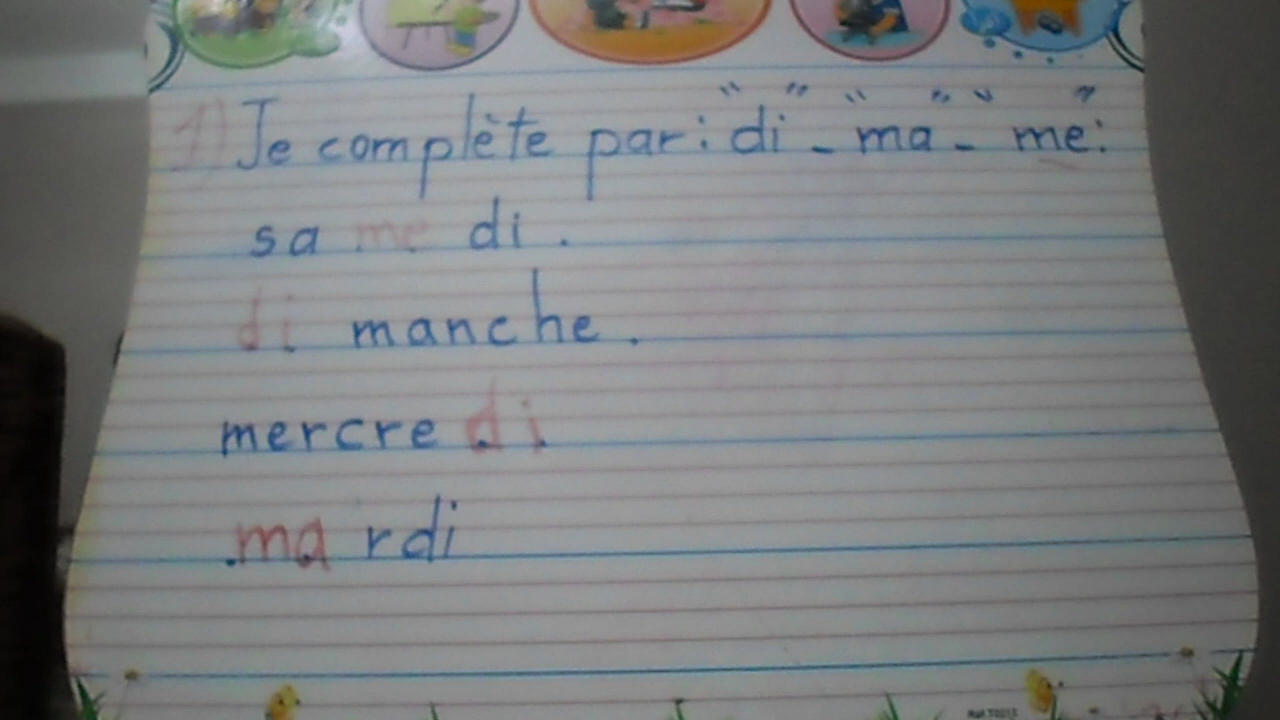 1) Je complète par: "di" - "ma" - "me":
sa me di.
di manche.
mercre di.
.ma rdi